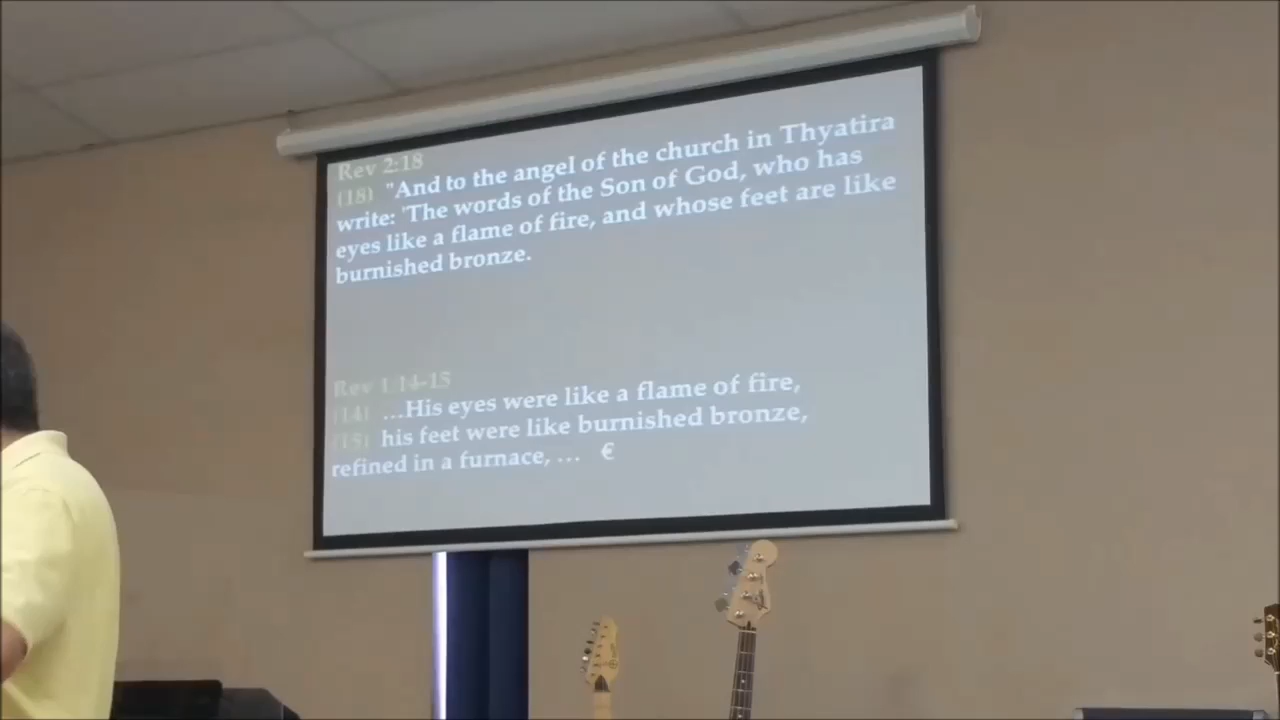 Rev 2:18
(18) "And to the angel of the church in Thyatira
write: 'The words of the Son of God, who has
eyes like a flame of fire, and whose feet are like
burnished bronze.
Rev 1:14-15
(14) ...His eyes were like a flame of fire,
(15) his feet were like burnished bronze,
refined in a furnace, ... €